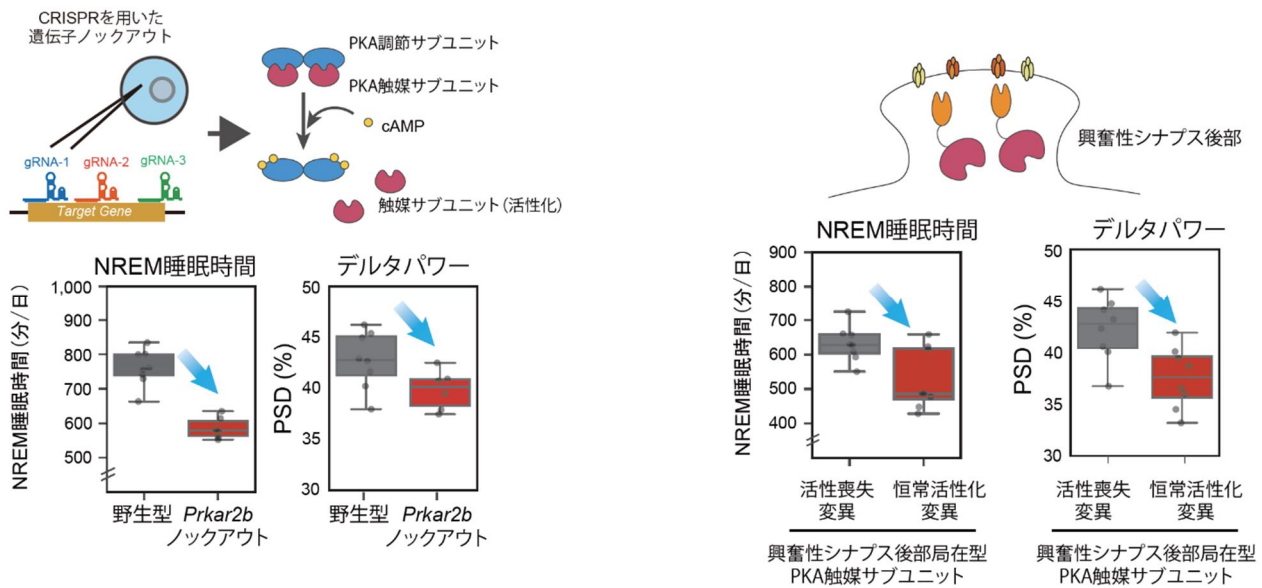 CRISPRを用いた
遺伝子ノックアウト
gRNA-1
gRNA-2
gRNA-3
Target Gene
PKA調節サブユニット
PKA触媒サブユニット
cAMP
触媒サブユニット(活性化)
NREM睡眠時間
NREM睡眠時間(分/日)
1,000
900
800
700
600
500
野生型
Prkar2b
ノックアウト
デルタパワー
PSD (%)
50
45
40
35
30
野生型
Prkar2b
ノックアウト
興奮性シナプス後部
NREM睡眠時間
NREM睡眠時間(分/日)
900
800
700
600
500
400
活性喪失
変異
恒常活性化
変異
興奮性シナプス後部局在型
PKA触媒サブユニット
デルタパワー
PSD (%)
50
45
40
35
30
活性喪失
変異
恒常活性化
変異
興奮性シナプス後部局在型
PKA触媒サブユニット